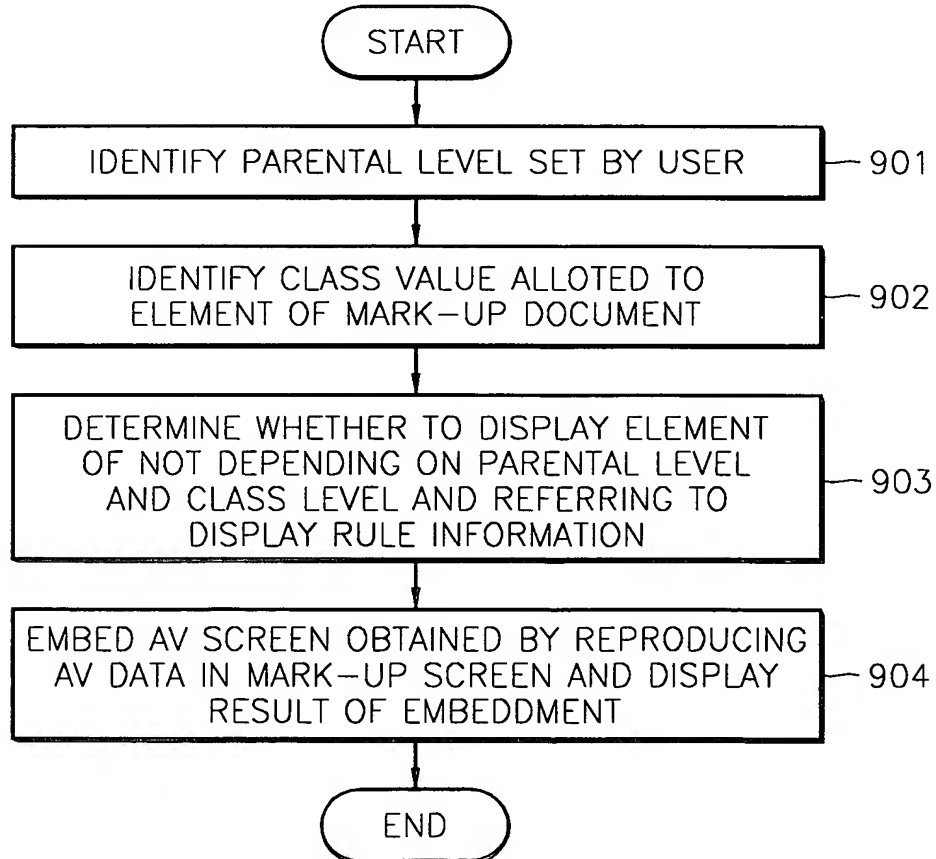 START
IDENTIFY PARENTAL LEVEL SET BY USER
901
IDENTIFY CLASS VALUE ALLOTED TO
ELEMENT OF MARK-UP DOCUMENT
902
DETERMINE WHETHER TO DISPLAY ELEMENT
OF NOT DEPENDING ON PARENTAL LEVEL
AND CLASS LEVEL AND REFERRING TO
DISPLAY RULE INFORMATION
903
EMBED AV SCREEN OBTAINED BY REPRODUCING
AV DATA IN MARK-UP SCREEN AND DISPLAY
RESULT OF EMBEDDMENT
904
END